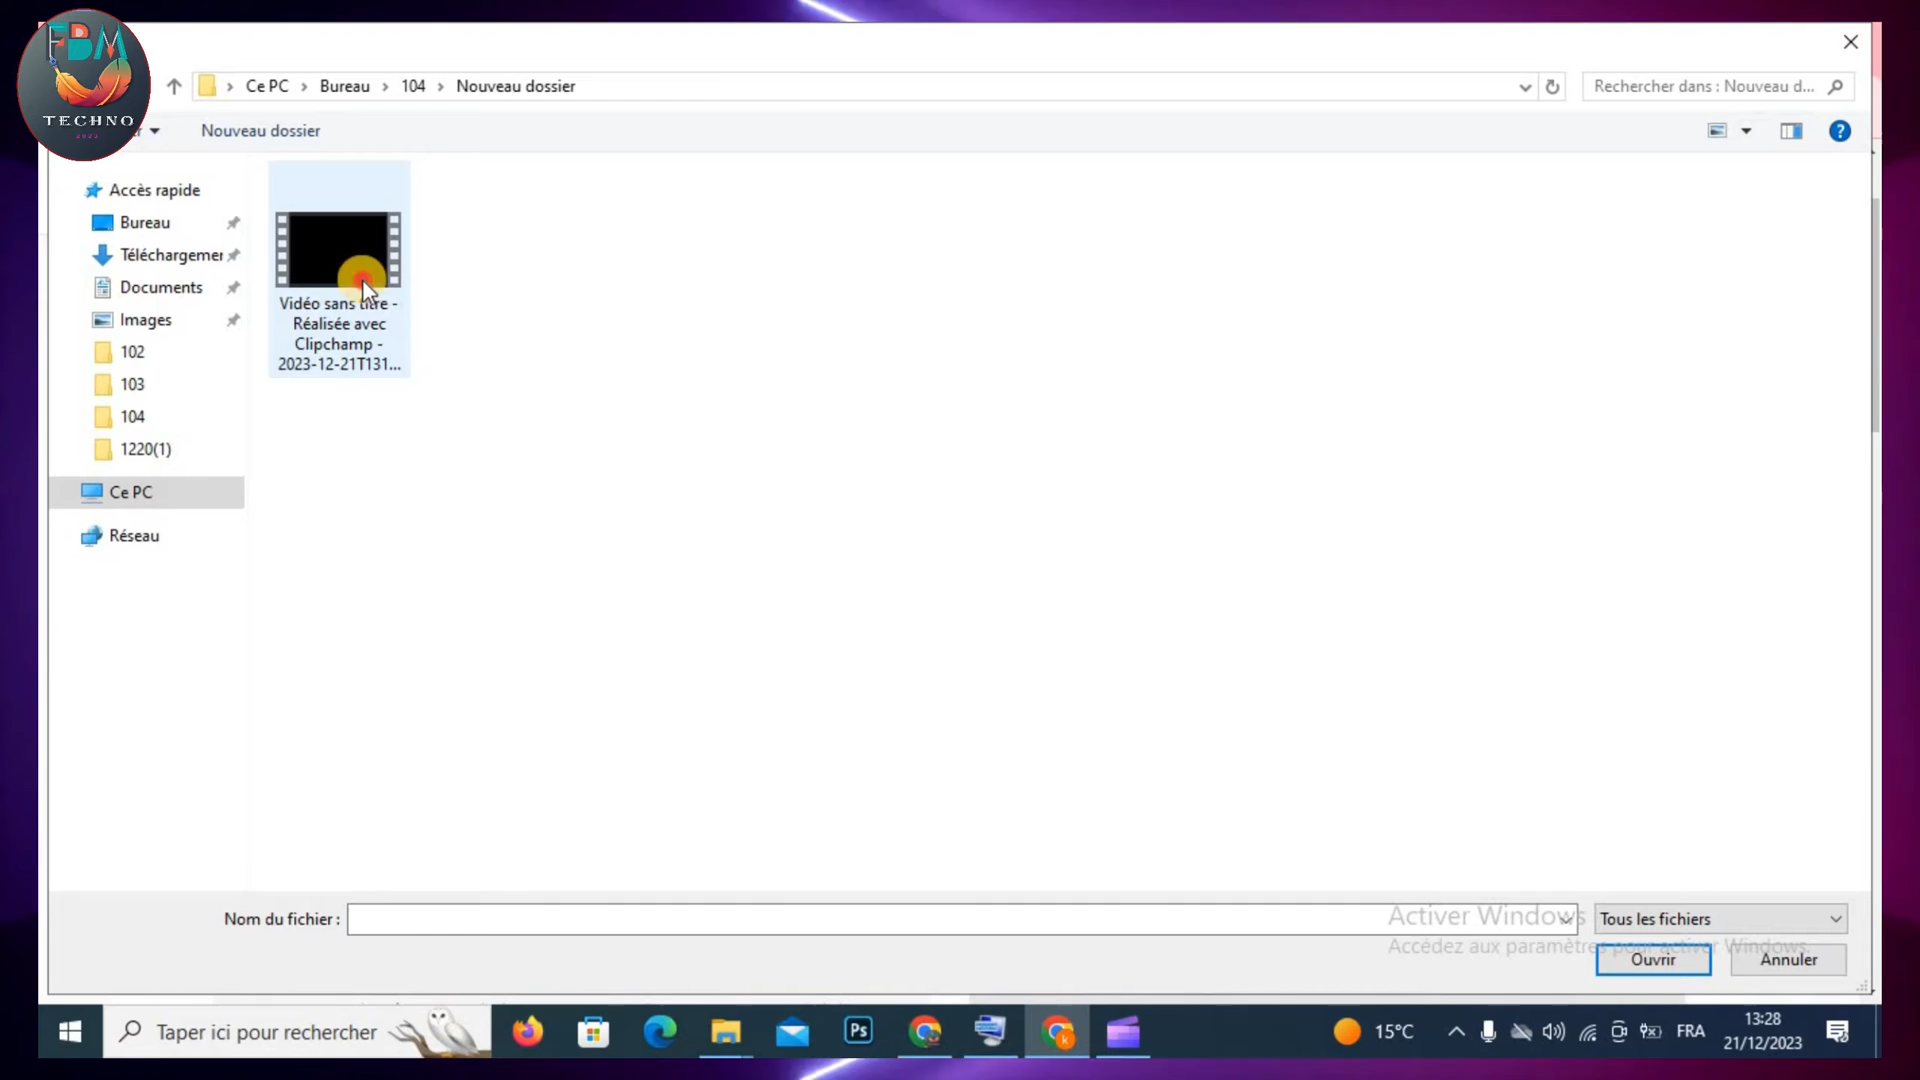 FBM
TECHNO
2023
Ce PC
Bureau
104
Nouveau dossier
Rechercher dans : Nouveau d...
Nouveau dossier
?
Accès rapide
Bureau
Téléchargemer
Documents
Images
102
103
104
1220(1)
Ce PC
Réseau
Vidéo sans titre -
Réalisée avec
Clipchamp -
2023-12-21T131...
Nom du fichier :
Tous les fichiers
Activer Windows
Accédez aux paramètres pour activer Windows.
Ouvrir
Annuler
Taper ici pour rechercher
Ps
k
15°C
FRA
13:28
21/12/2023